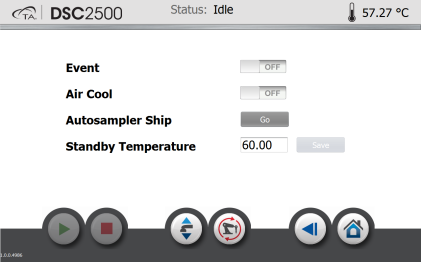 TA DSC2500 Status: Idle 57.27 °C
Event OFF
Air Cool OFF
Autosampler Ship Go
Standby Temperature 60.00 Save
1.0.0.4986